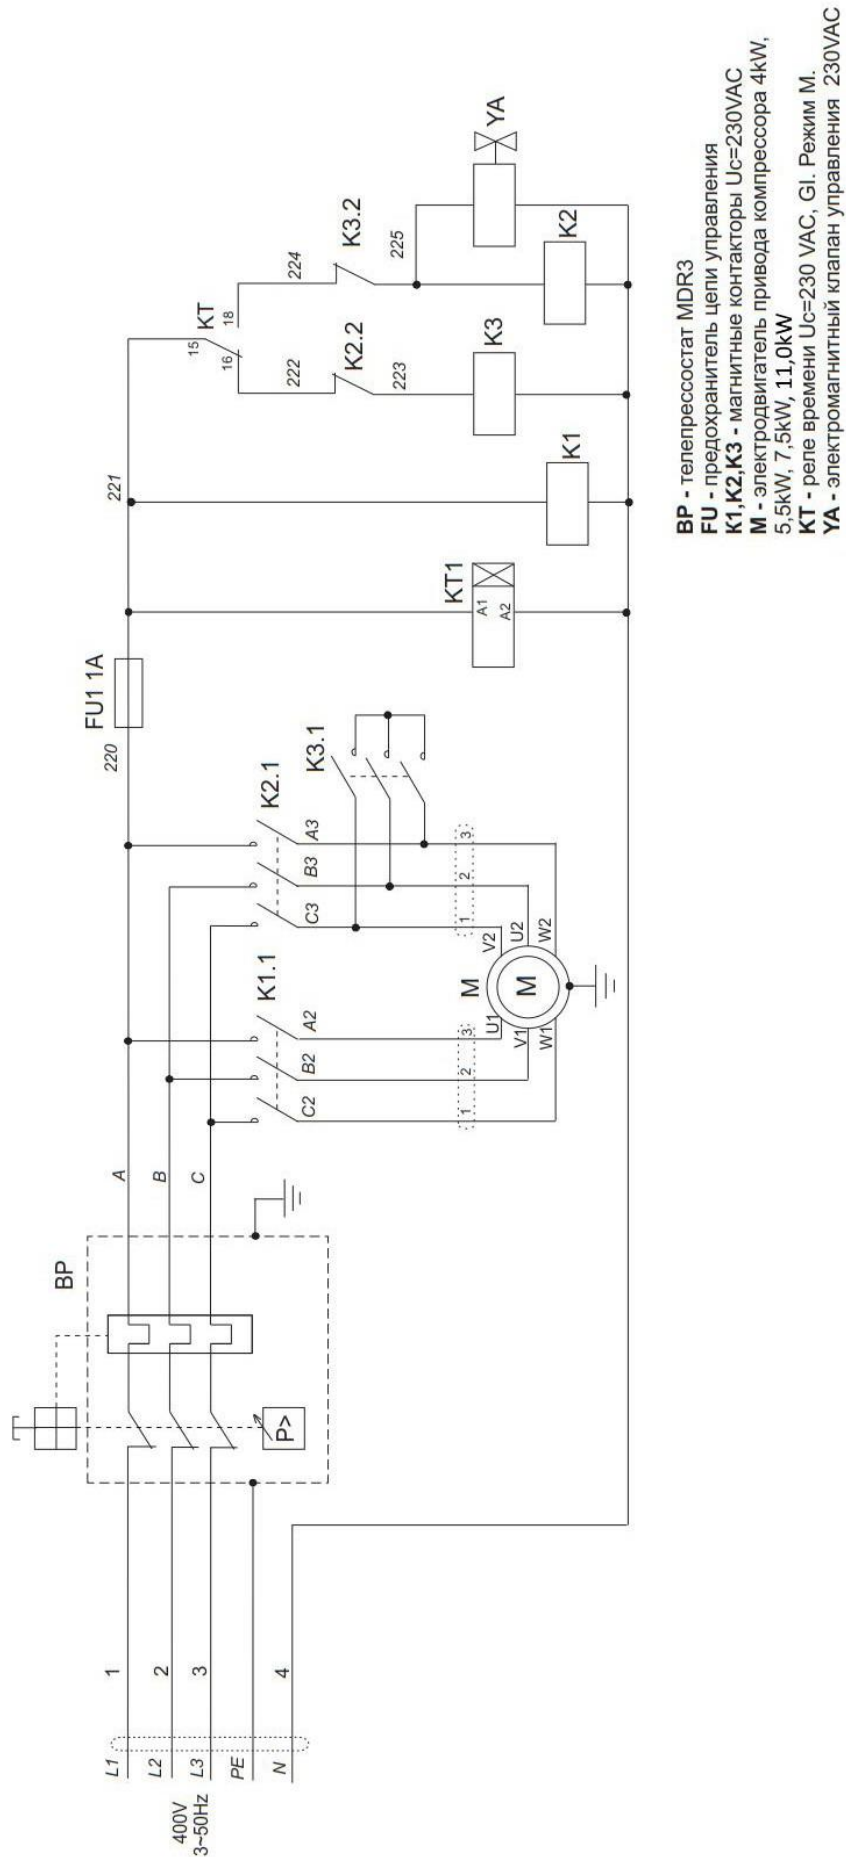 400V
3~50Hz
L1
L2
L3
PE
N
1
2
3
4
BP
P>
A
B
C
K1.1
C2
B2
A2
K2.1
C3
B3
A3
K3.1
1
2
3
1
2
3
U1
V1
W1
V2
U2
W2
M
M
220
FU1 1A
221
KT1
A1
A2
K1
KT
15
16
18
222
K2.2
223
K3
224
K3.2
225
K2
YA
BP - телепрессостат MDR3
FU - предохранитель цепи управления
K1,K2,K3 - магнитные контакторы Uc=230VAC
M - электродвигатель привода компрессора 4kW,
5,5kW, 7,5kW, 11,0kW
KT - реле времени Uc=230 VAC, GI. Режим М.
YA - электромагнитный клапан управления 230VAC